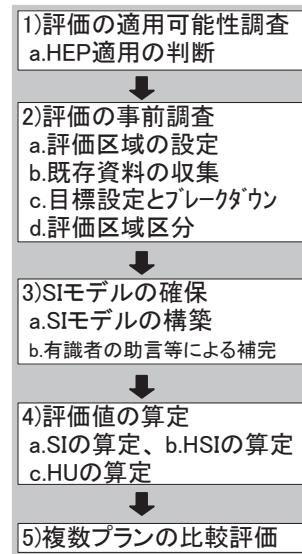 1)評価の適用可能性調査
a.HEP適用の判断
2)評価の事前調査
a.評価区域の設定
b.既存資料の収集
c.目標設定とﾌﾞﾚｰｸﾀﾞｳﾝ
d.評価区域区分
3)SIモデルの確保
a.SIモデルの構築
b.有識者の助言等による補完
4)評価値の算定
a.SIの算定、b.HSIの算定
c.HUの算定
5)複数プランの比較評価